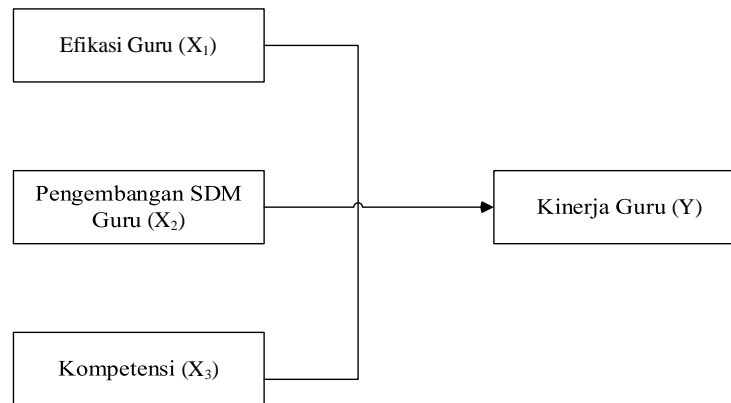 Efikasi Guru (X₁)
Pengembangan SDM
Guru (X₂)
Kinerja Guru (Y)
Kompetensi (X₃)